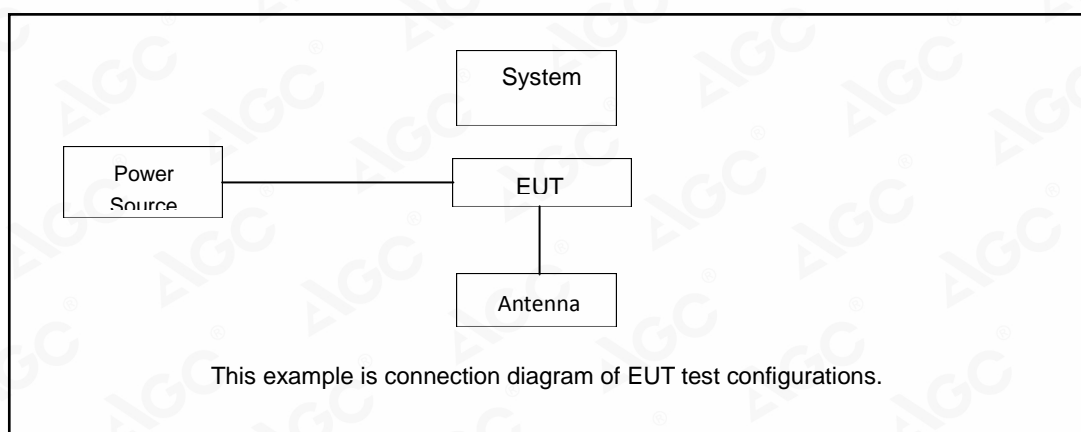 System
Power
Source
EUT
Antenna
This example is connection diagram of EUT test configurations.